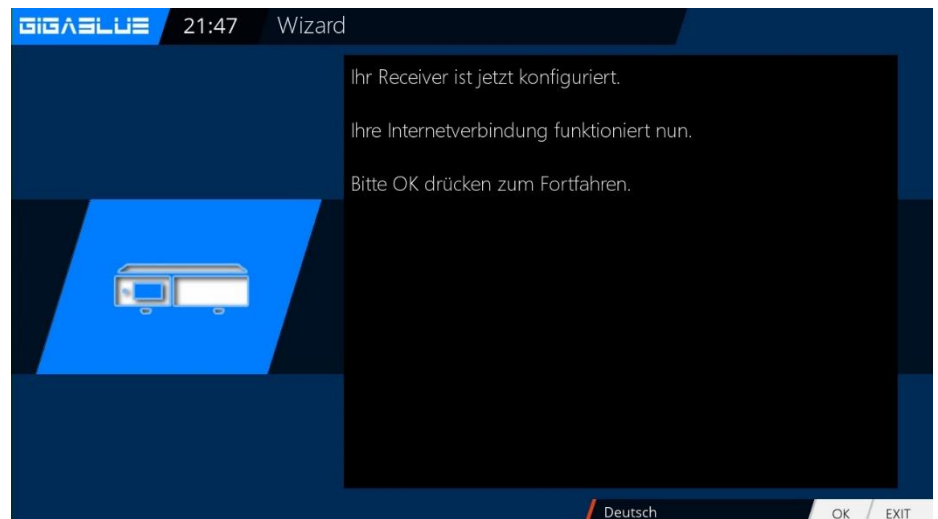 GIGABLUE 21:47 Wizard
Ihr Receiver ist jetzt konfiguriert.
Ihre Internetverbindung funktioniert nun.
Bitte OK drücken zum Fortfahren.
Deutsch OK EXIT